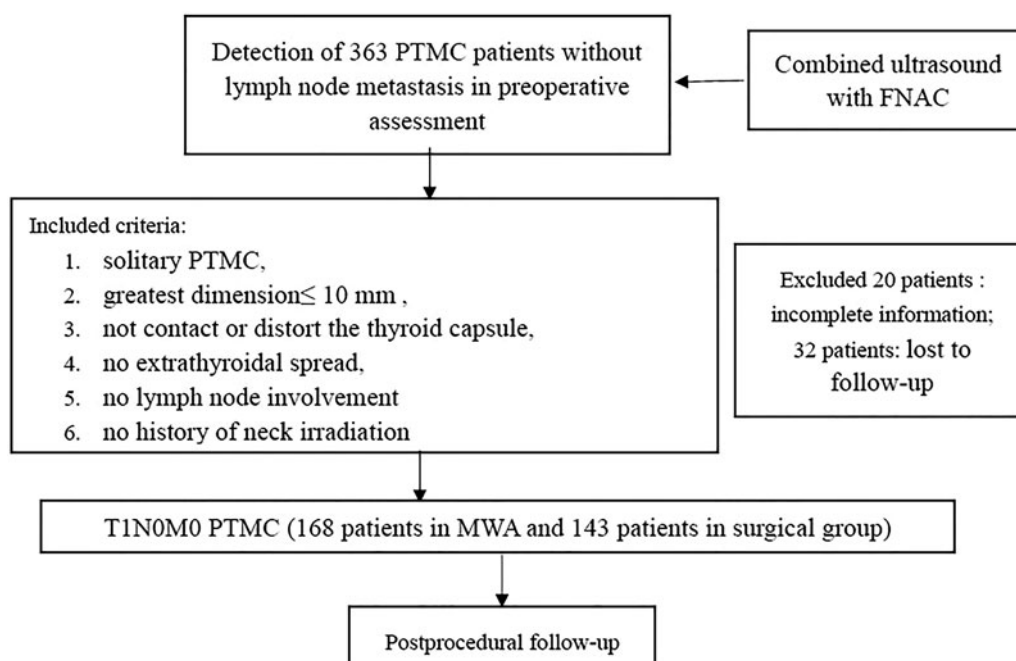 Detection of 363 PTMC patients without
lymph node metastasis in preoperative
assessment
Combined ultrasound
with FNAC
Included criteria:
1. solitary PTMC,
2. greatest dimension≤ 10 mm ,
3. not contact or distort the thyroid capsule,
4. no extrathyroidal spread,
5. no lymph node involvement
6. no history of neck irradiation
Excluded 20 patients :
incomplete information;
32 patients: lost to
follow-up
T1N0M0 PTMC (168 patients in MWA and 143 patients in surgical group)
Postprocedural follow-up